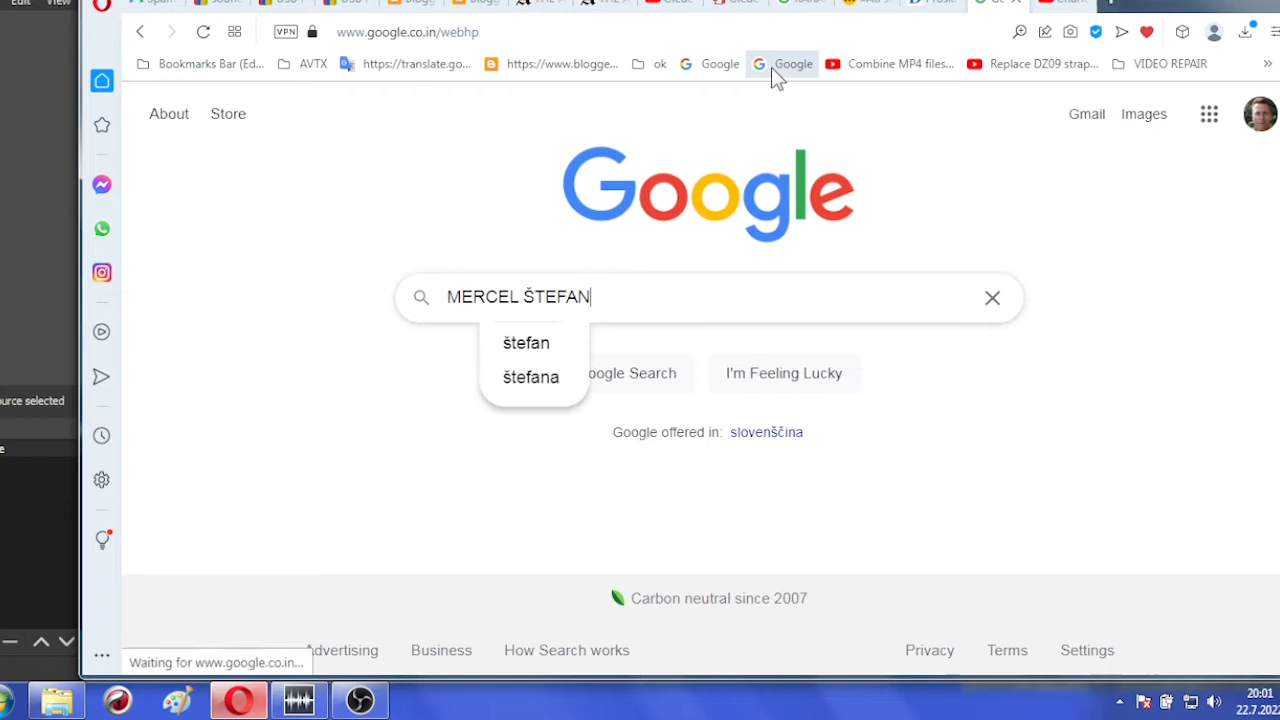 Edit View
www.google.co.in/webhp
VPN
Bookmarks Bar (Ed...
AVTX
https://translate.go...
https://www.blogge...
ok
Google
Google
Combine MP4 files...
Replace DZ09 strap...
VIDEO REPAIR
»
About Store
Gmail Images
Google
MERCEL ŠTEFAN
štefan
štefana
oogle Search
I'm Feeling Lucky
Google offered in: slovenščina
ource selected
Carbon neutral since 2007
Advertising Business How Search works
Privacy Terms Settings
Waiting for www.google.co.in...
20:01